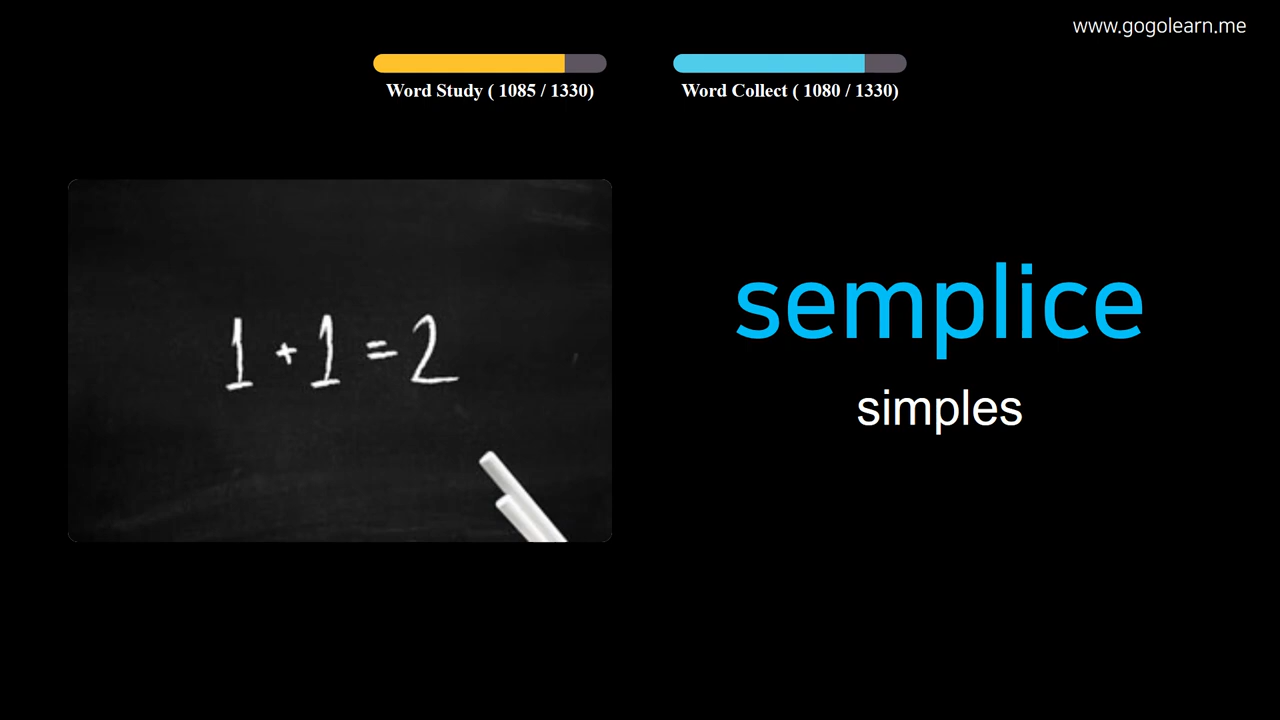 www.gogolearn.me
Word Study ( 1085 / 1330)
Word Collect ( 1080 / 1330)
1 + 1 = 2
semplice
simples